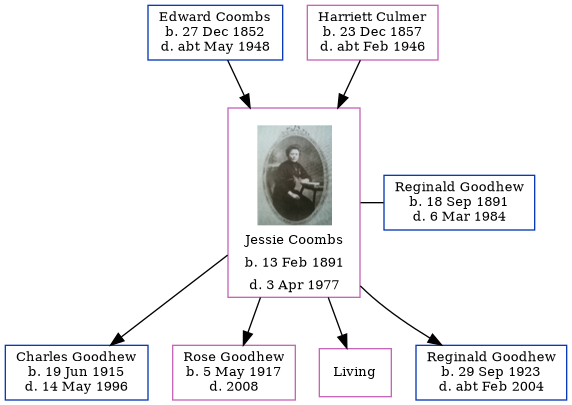 Edward Coombs
b. 27 Dec 1852
d. abt May 1948
Harriett Culmer
b. 23 Dec 1857
d. abt Feb 1946
Jessie Coombs
b. 13 Feb 1891
d. 3 Apr 1977
Reginald Goodhew
b. 18 Sep 1891
d. 6 Mar 1984
Charles Goodhew
b. 19 Jun 1915
d. 14 May 1996
Rose Goodhew
b. 5 May 1917
d. 2008
Living
Reginald Goodhew
b. 29 Sep 1923
d. abt Feb 2004